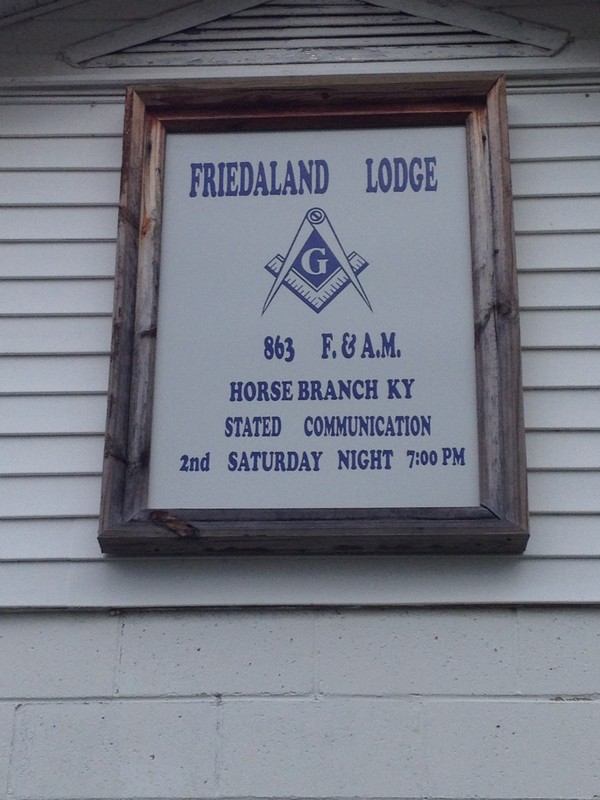 FRIEDALAND LODGE
G
863 F. & A.M.
HORSE BRANCH KY
STATED COMMUNICATION
2nd SATURDAY NIGHT 7:00 PM